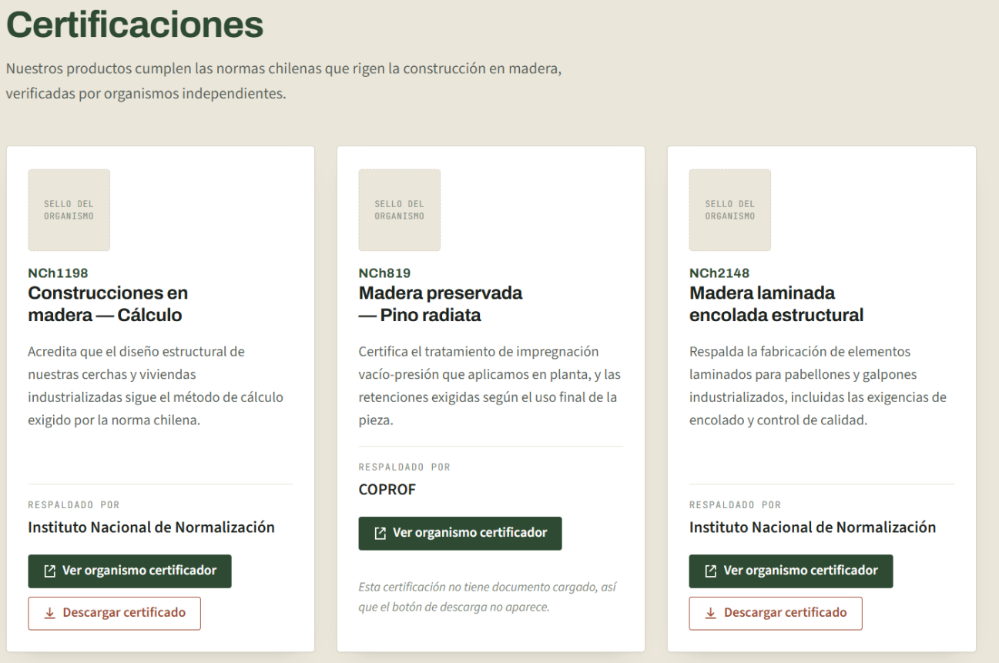 Certificaciones
Nuestros productos cumplen las normas chilenas que rigen la construcción en madera,
verificadas por organismos independientes.
SELLO DEL
ORGANISMO
NCh1198
Construcciones en
madera — Cálculo
Acredita que el diseño estructural de
nuestras cerchas y viviendas
industrializadas sigue el método de cálculo
exigido por la norma chilena.
RESPALDADO POR
Instituto Nacional de Normalización
Ver organismo certificador
Descargar certificado
SELLO DEL
ORGANISMO
NCh819
Madera preservada
— Pino radiata
Certifica el tratamiento de impregnación
vacío-presión que aplicamos en planta, y las
retenciones exigidas según el uso final de la
pieza.
RESPALDADO POR
COPROF
Ver organismo certificador
Esta certificación no tiene documento cargado, así
que el botón de descarga no aparece.
SELLO DEL
ORGANISMO
NCh2148
Madera laminada
encolada estructural
Respalda la fabricación de elementos
laminados para pabellones y galpones
industrializados, incluidas las exigencias de
encolado y control de calidad.
RESPALDADO POR
Instituto Nacional de Normalización
Ver organismo certificador
Descargar certificado